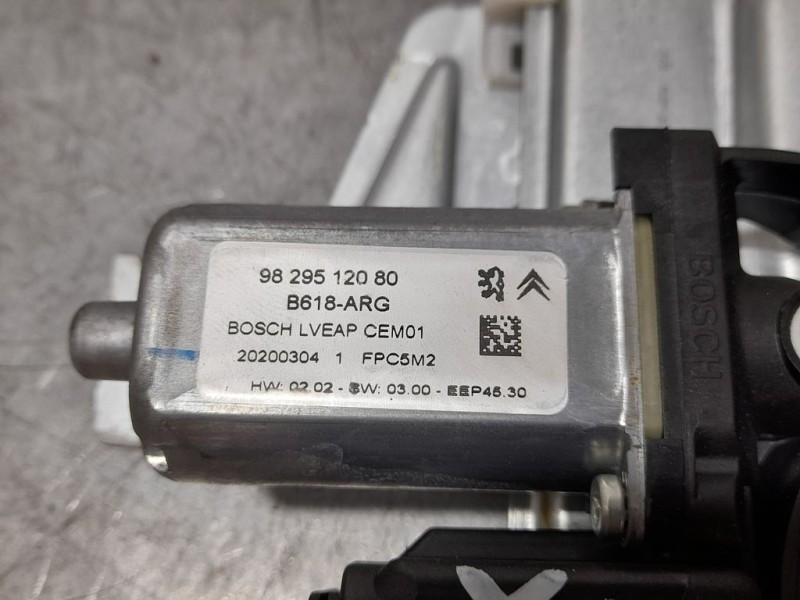 98 295 120 80
B618-ARG
BOSCH LVEAP CEM01
20200304 1 FPC5M2
HW: 02.02 - SW: 03.00 - EEP45.30
BOSCH
X